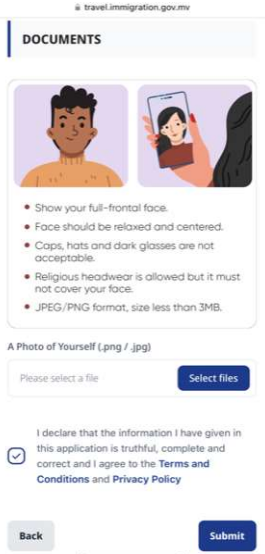 travel.immigration.gov.mv
DOCUMENTS
Show your full-frontal face.
Face should be relaxed and centered.
Caps, hats and dark glasses are not
acceptable.
Religious headwear is allowed but it must
not cover your face.
JPEG/PNG format, size less than 3MB.
A Photo of Yourself (.png / .jpg)
Please select a file
Select files
I declare that the information I have given in
this application is truthful, complete and
correct and I agree to the Terms and
Conditions and Privacy Policy
Back
Submit